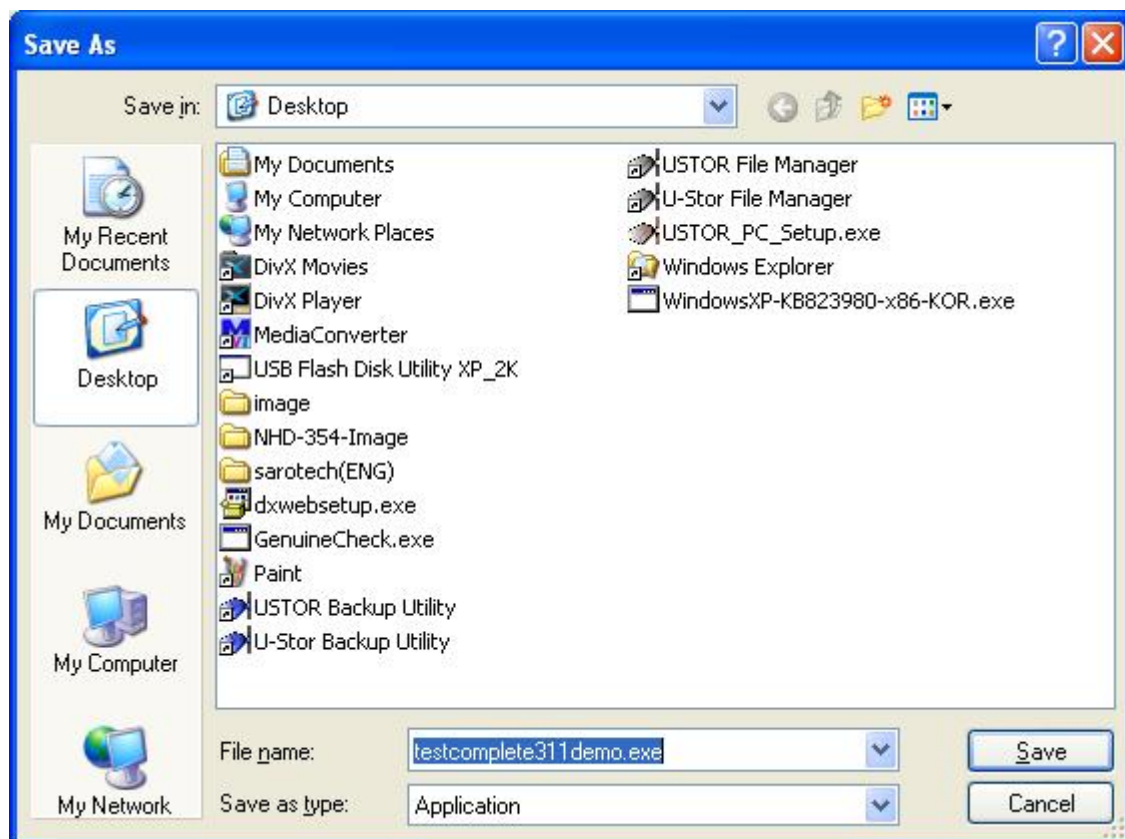 Save As
Save in:
Desktop
My Recent
Documents
Desktop
My Documents
My Computer
My Network
My Documents
My Computer
My Network Places
DivX Movies
DivX Player
MediaConverter
USB Flash Disk Utility XP_2K
image
NHD-354-Image
sarotech(ENG)
dxwebsetup.exe
GenuineCheck.exe
Paint
USTOR Backup Utility
U-Stor Backup Utility
USTOR File Manager
U-Stor File Manager
USTOR_PC_Setup.exe
Windows Explorer
WindowsXP-KB823980-x86-KOR.exe
File name:
testcomplete311demo.exe
Save
Save as type:
Application
Cancel